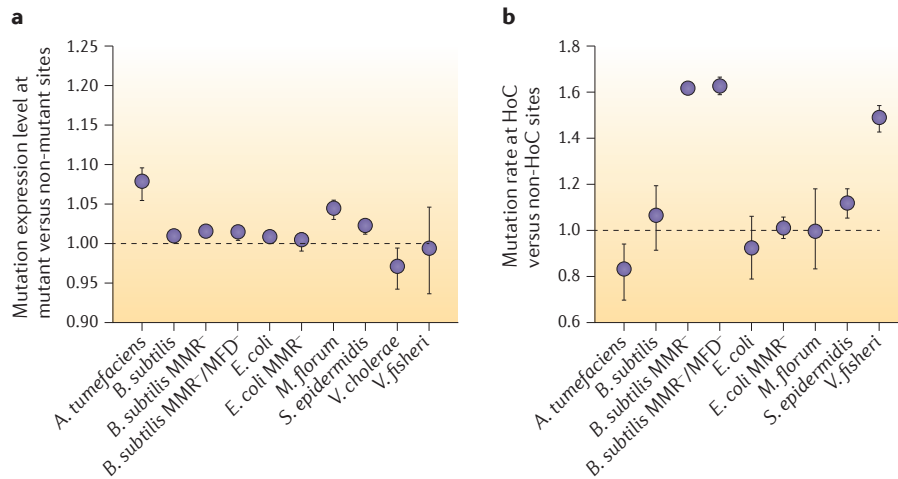 a
Mutation expression level at
mutant versus non-mutant sites
1.25
1.20
1.15
1.10
1.05
1.00
0.95
0.90
A. tumefaciens
B. subtilis
B. subtilis MMR⁻
B. subtilis MMR⁻/MFD⁻
E. coli
E. coli MMR⁻
M. florum
S. epidermidis
V. cholerae
V. fisheri
b
Mutation rate at HoC
versus non-HoC sites
1.8
1.6
1.4
1.2
1.0
0.8
0.6
A. tumefaciens
B. subtilis
B. subtilis MMR⁻
B. subtilis MMR⁻/MFD⁻
E. coli
E. coli MMR⁻
M. florum
S. epidermidis
V. fisheri